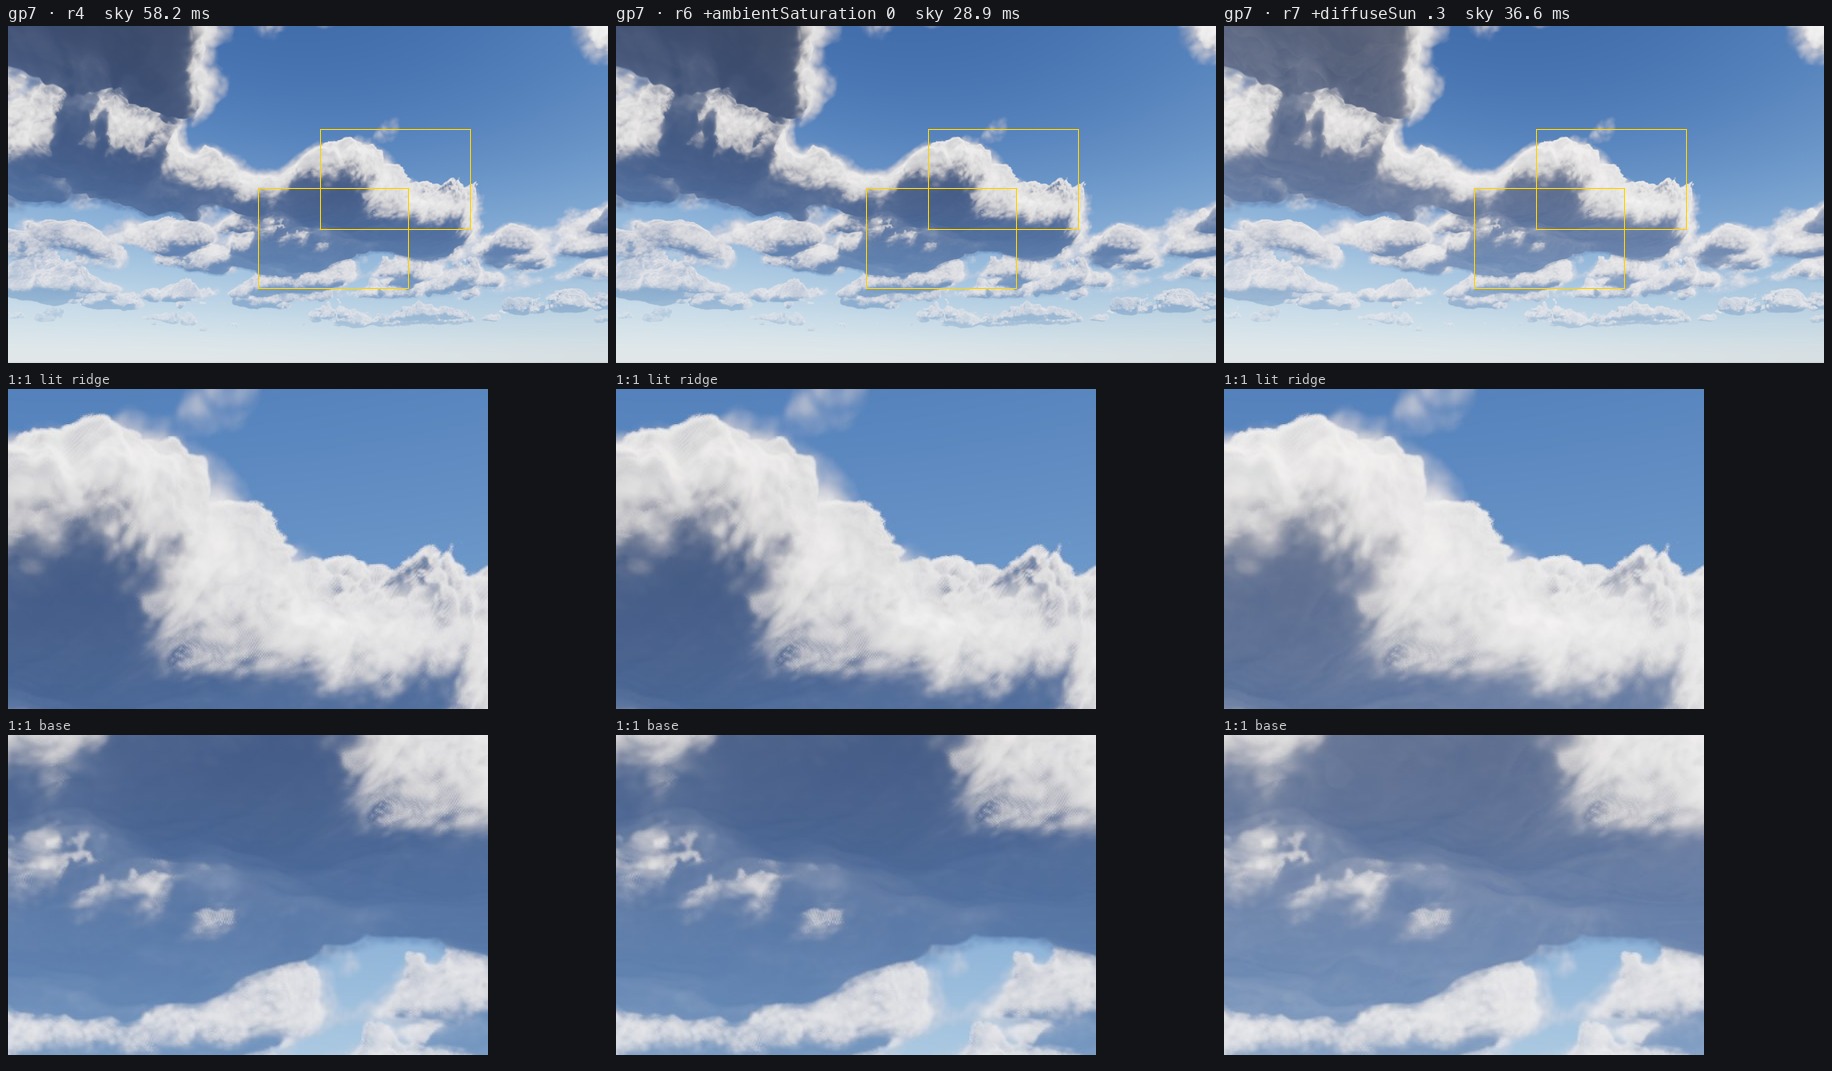 gp7 · r4  sky 58.2 ms
gp7 · r6 +ambientSaturation 0  sky 28.9 ms
gp7 · r7 +diffuseSun .3  sky 36.6 ms
1:1 lit ridge
1:1 lit ridge
1:1 lit ridge
1:1 base
1:1 base
1:1 base